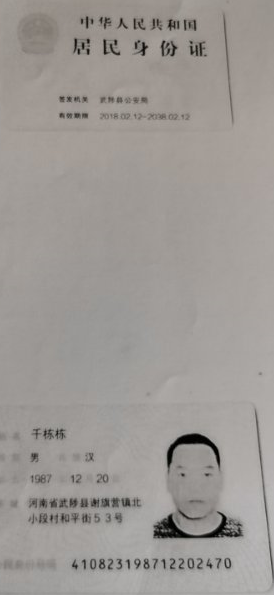 中华人民共和国
居民身份证
签发机关 武陟县公安局
有效期限 2018.02.12-2038.02.12
千栋栋
男 汉
1987 12 20
河南省武陟县谢旗营镇北
小段村和平街53号
410823198712202470